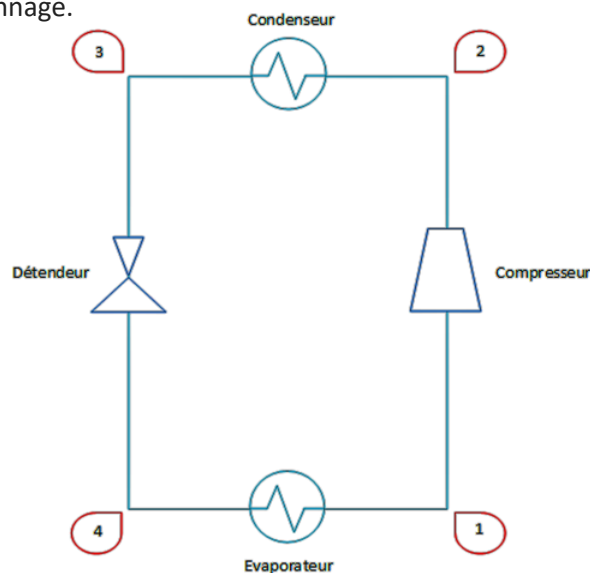 nnage.
Condenseur
3
2
Détendeur
Compresseur
4
1
Evaporateur